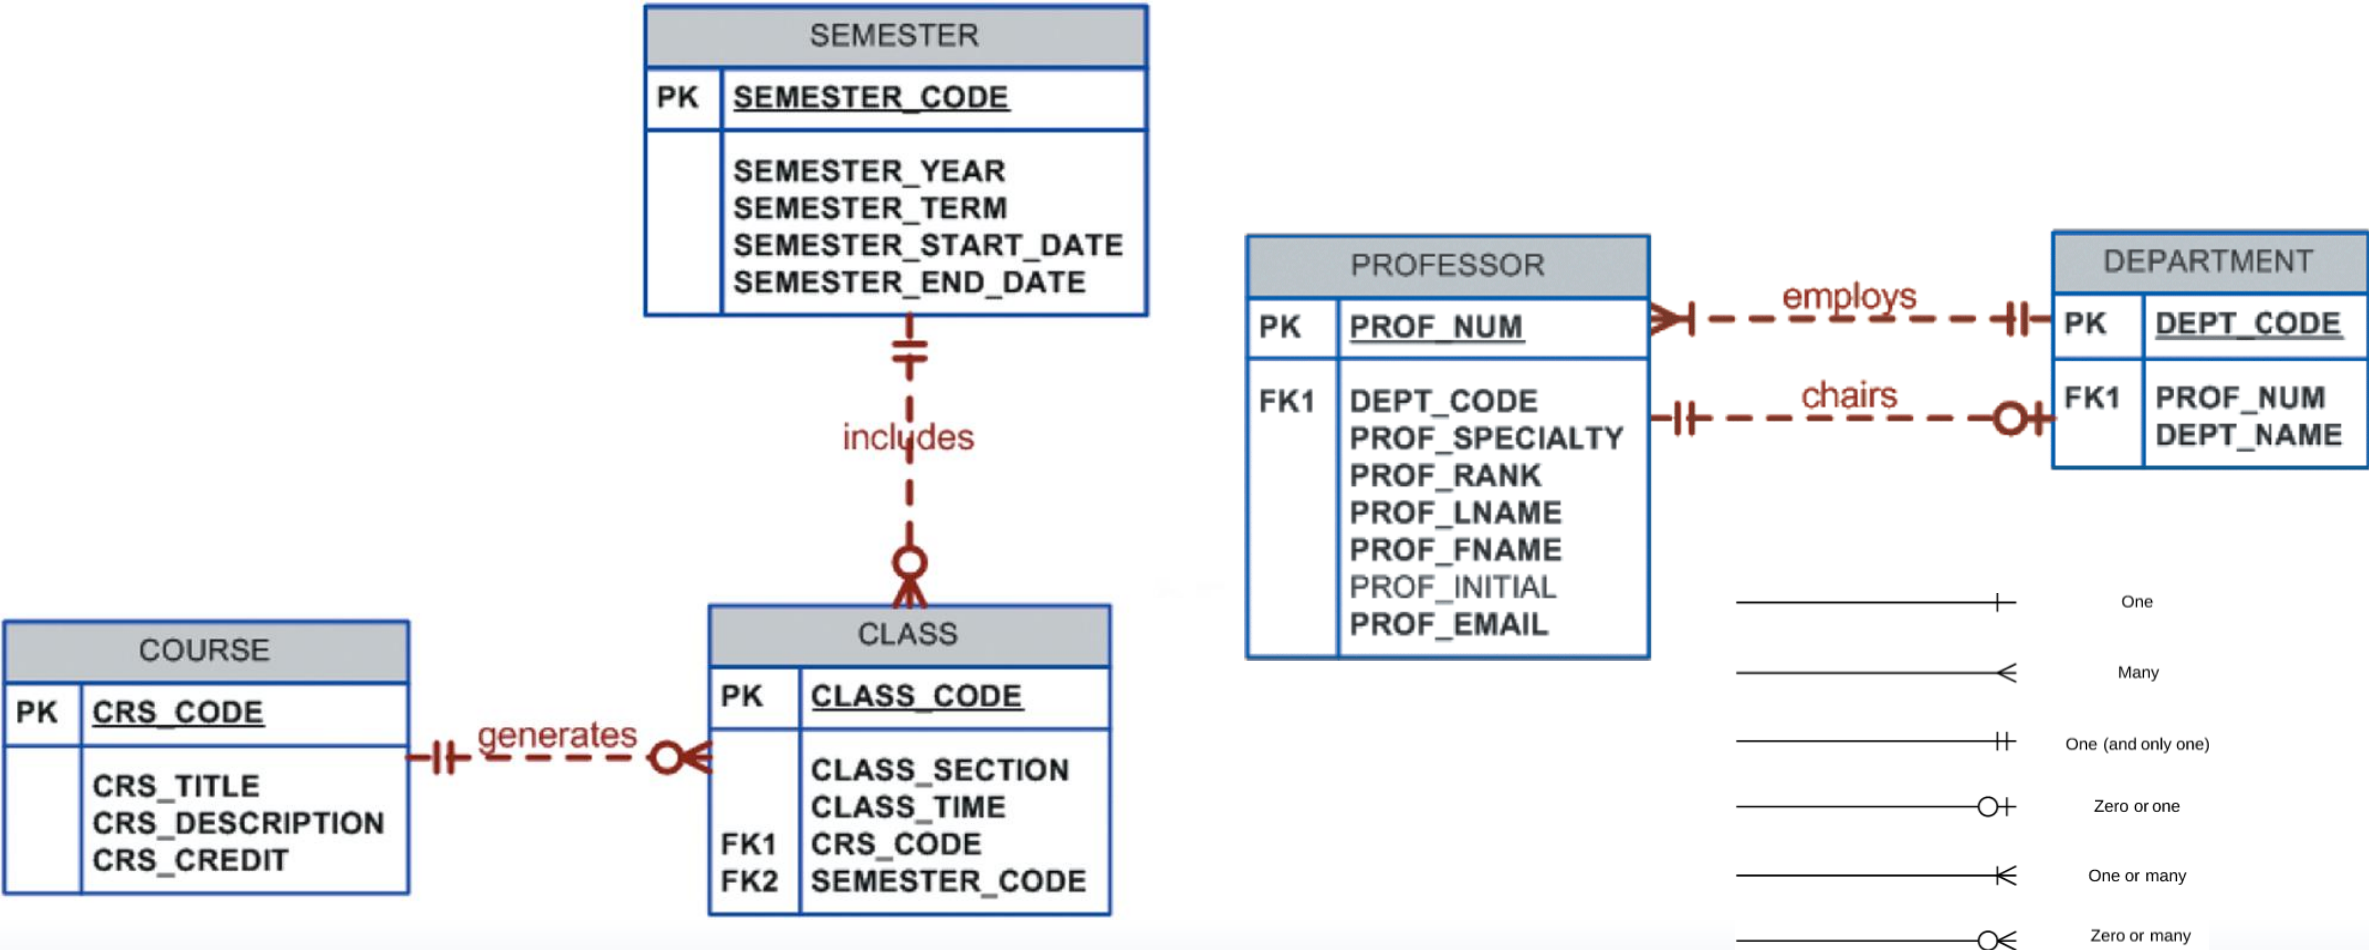 SEMESTER
PK SEMESTER_CODE
SEMESTER_YEAR
SEMESTER_TERM
SEMESTER_START_DATE
SEMESTER_END_DATE
includes
COURSE
PK CRS_CODE
CRS_TITLE
CRS_DESCRIPTION
CRS_CREDIT
generates
CLASS
PK CLASS_CODE
CLASS_SECTION
CLASS_TIME
FK1 CRS_CODE
FK2 SEMESTER_CODE
PROFESSOR
PK PROF_NUM
FK1 DEPT_CODE
PROF_SPECIALTY
PROF_RANK
PROF_LNAME
PROF_FNAME
PROF_INITIAL
PROF_EMAIL
employs
chairs
DEPARTMENT
PK DEPT_CODE
FK1 PROF_NUM
DEPT_NAME
One
Many
One (and only one)
Zero or one
One or many
Zero or many